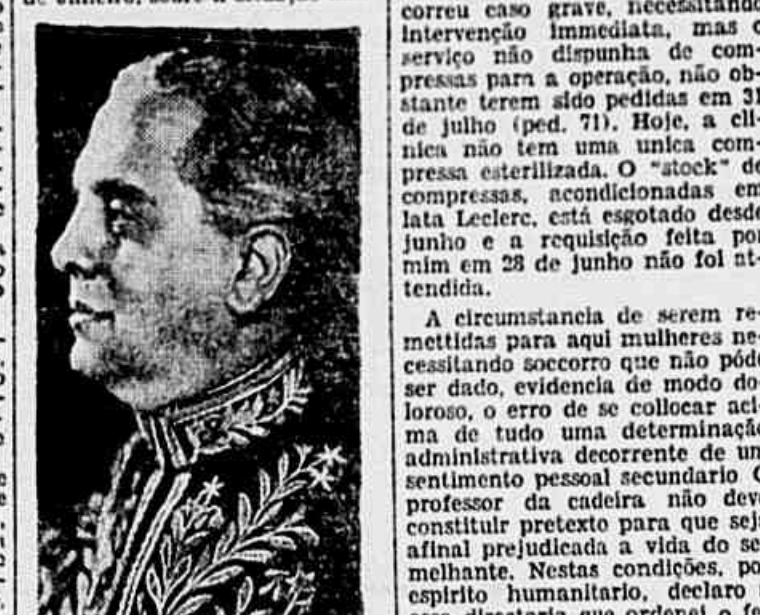 correu caso grave, necessitando
intervenção immediata, mas o
serviço não dispunha de com-
pressas para a operação, não ob-
stante terem sido pedidas em 31
de julho (ped. 71). Hoje, a cli-
nica não tem uma unica com-
pressa esterilizada. O "stock" de
compressas, acondicionadas em
lata Leclerc, está esgotado desde
junho e a requisição feita por
mim em 28 de junho não foi at-
tendida.
A circumstancia de serem re-
mettidas para aqui mulheres ne-
cessitando soccorro que não póde
ser dado, evidencia de modo do-
loroso, o erro de se collocar aci-
ma de tudo uma determinação
administrativa decorrente de um
sentimento pessoal secundario O
professor da cadeira não deve
constituir pretexto para que seja
afinal prejudicada a vida do se-
melhante. Nestas condições, por
espirito humanitario, declaro